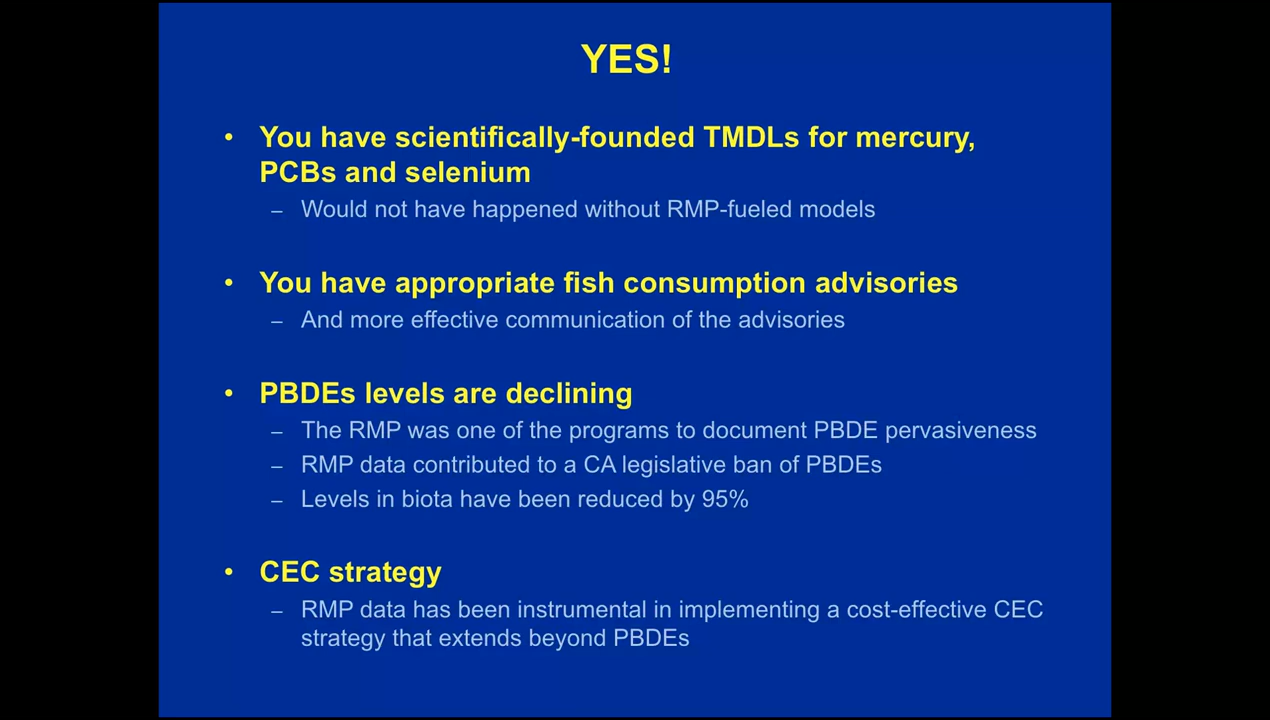 YES!
• You have scientifically-founded TMDLs for mercury,
PCBs and selenium
– Would not have happened without RMP-fueled models
• You have appropriate fish consumption advisories
– And more effective communication of the advisories
• PBDEs levels are declining
– The RMP was one of the programs to document PBDE pervasiveness
– RMP data contributed to a CA legislative ban of PBDEs
– Levels in biota have been reduced by 95%
• CEC strategy
– RMP data has been instrumental in implementing a cost-effective CEC
strategy that extends beyond PBDEs